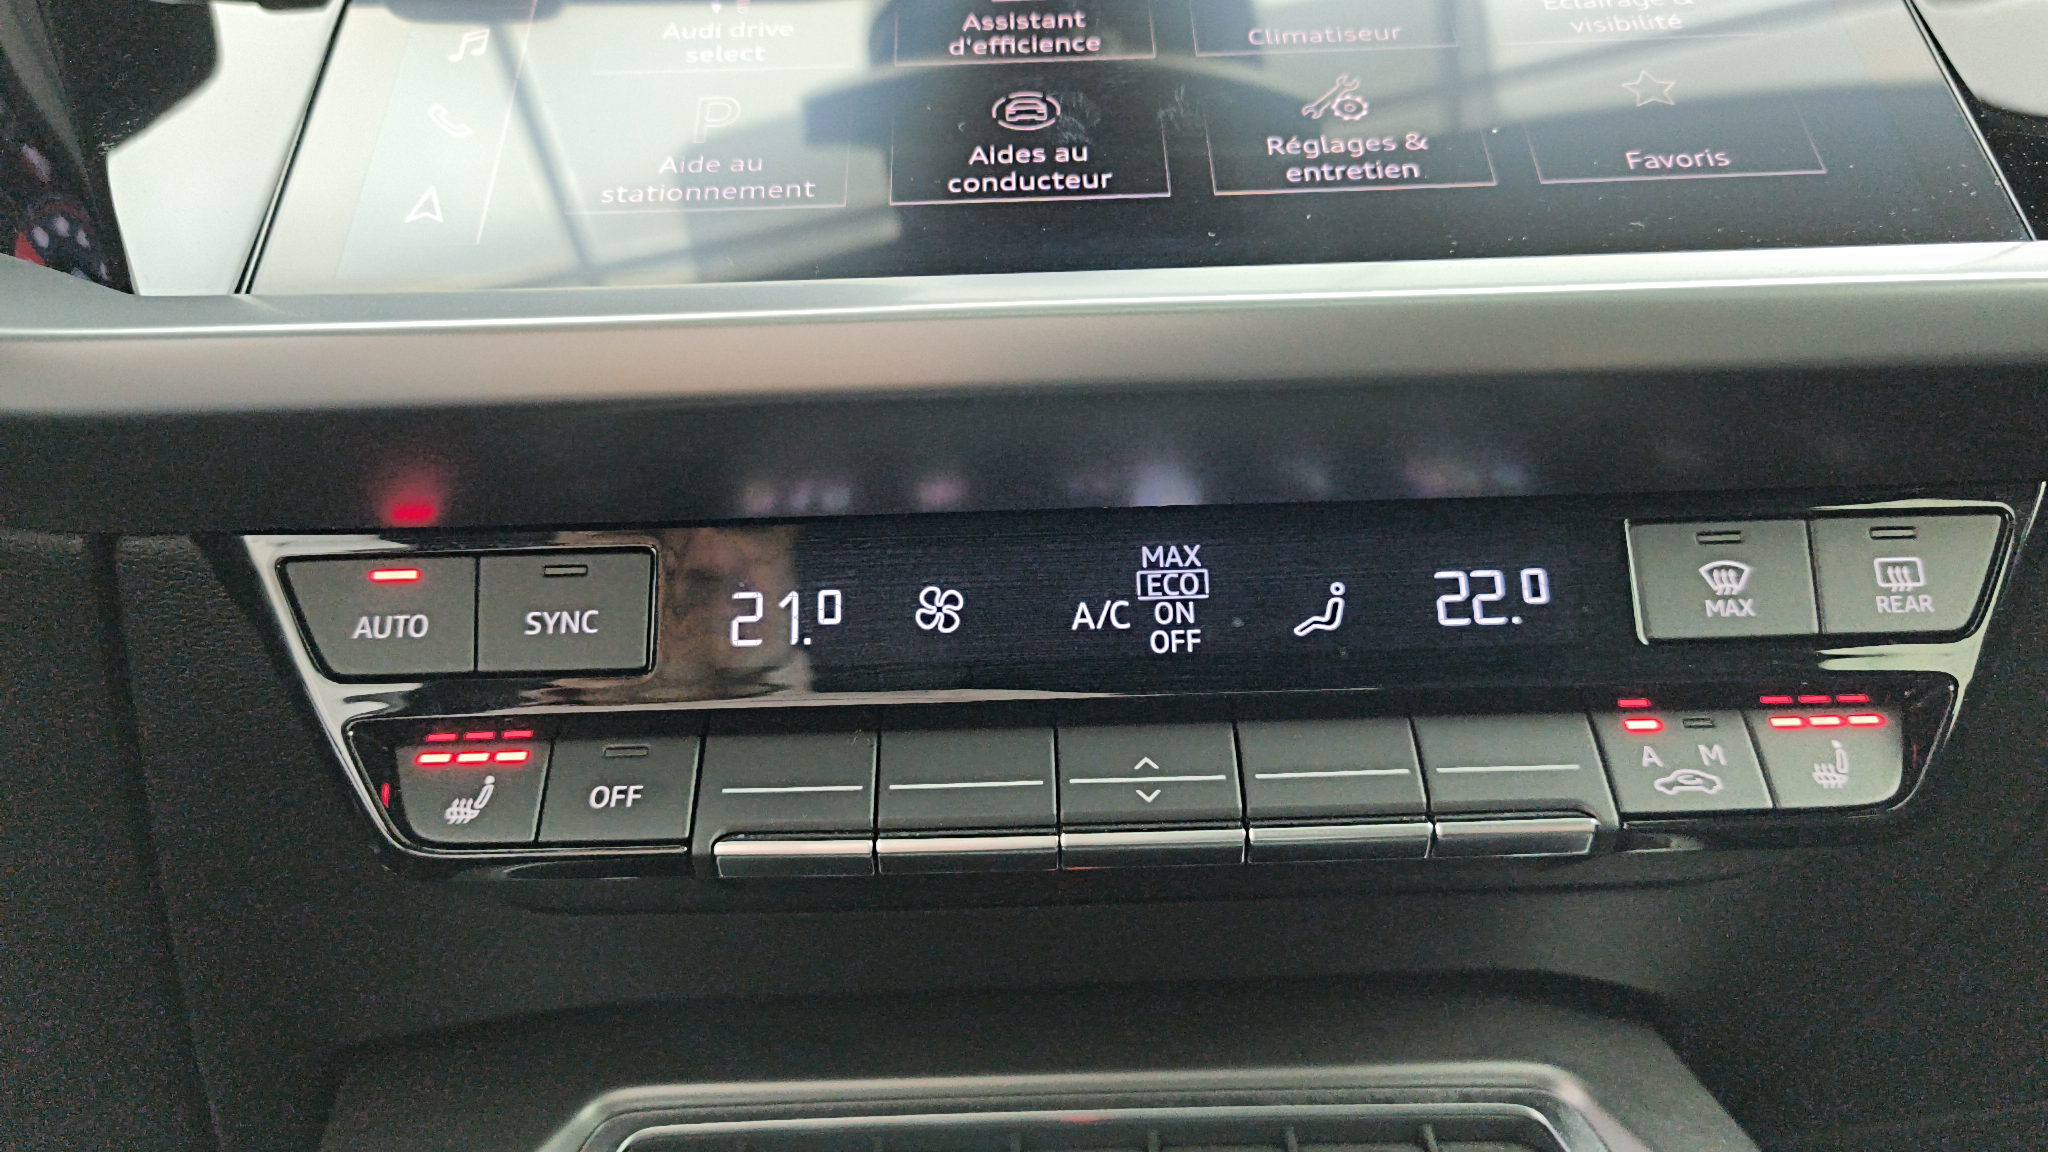 Audi drive
select
Assistant
d'efficience
Climatiseur
Éclairage &
visibilité
P
Aide au
stationnement
Aides au
conducteur
Réglages &
entretien
Favoris
AUTO
SYNC
21.0
A/C
MAX
ECO
ON
OFF
22.0
MAX
REAR
OFF
A M